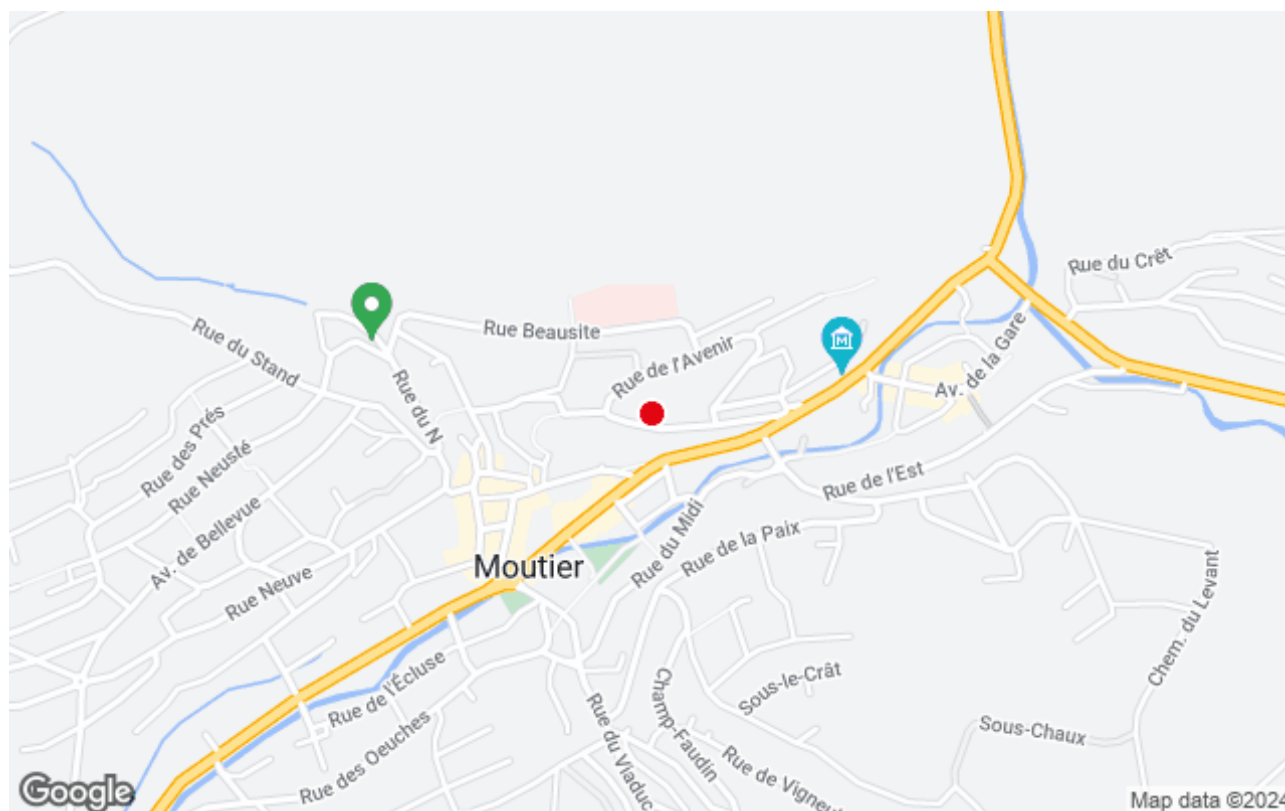 Rue du Crêt
Rue Beausite
Rue du Stand
Rue de l'Avenir
Av. de la Gare
Rue du N
Rue des Prés
Rue Neusté
Av. de Bellevue
Rue de l'Est
Rue du Midi
Rue de la Paix
Moutier
Rue Neuve
Chem. du Levant
Rue de l'Écluse
Sous-le-Crât
Champ-Faudin
Sous-Chaux
Rue des Oeuches
Rue du Viaduc
Rue de Vigneu
Google
Map data ©2024